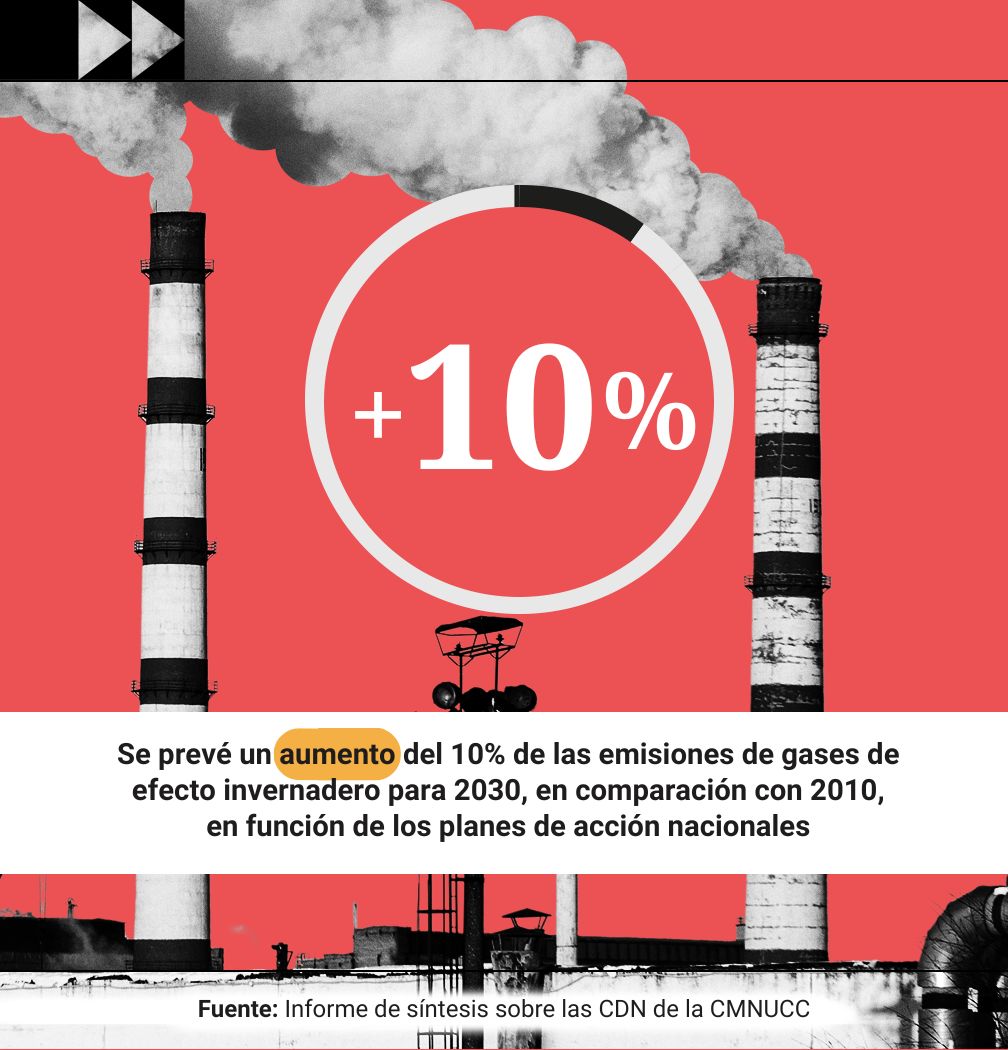 +10%
Se prevé un aumento del 10% de las emisiones de gases de
efecto invernadero para 2030, en comparación con 2010,
en función de los planes de acción nacionales
Fuente: Informe de síntesis sobre las CDN de la CMNUCC